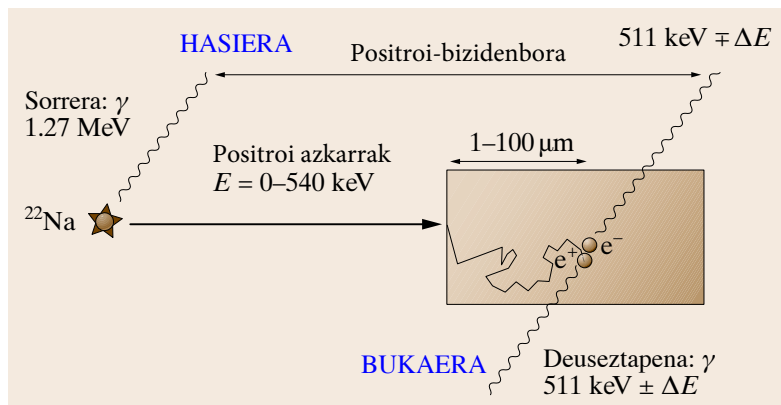 HASIERA
511 keV ∓ ΔE
Positroi-bizidenbora
Sorrera: γ
1.27 MeV
1–100 μm
Positroi azkarrak
E = 0–540 keV
²²Na
e⁺ e⁻
BUKAERA
Deuseztapena: γ
511 keV ± ΔE